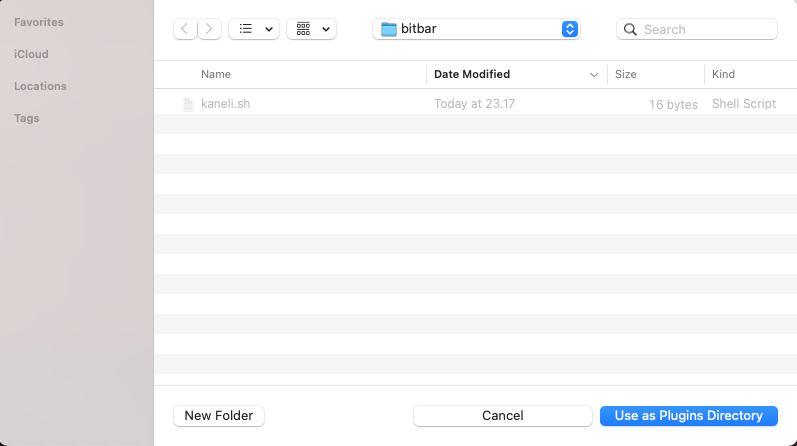 Favorites
iCloud
Locations
Tags
bitbar
Search
Name Date Modified Size Kind
kaneli.sh Today at 23.17 16 bytes Shell Script
New Folder Cancel Use as Plugins Directory